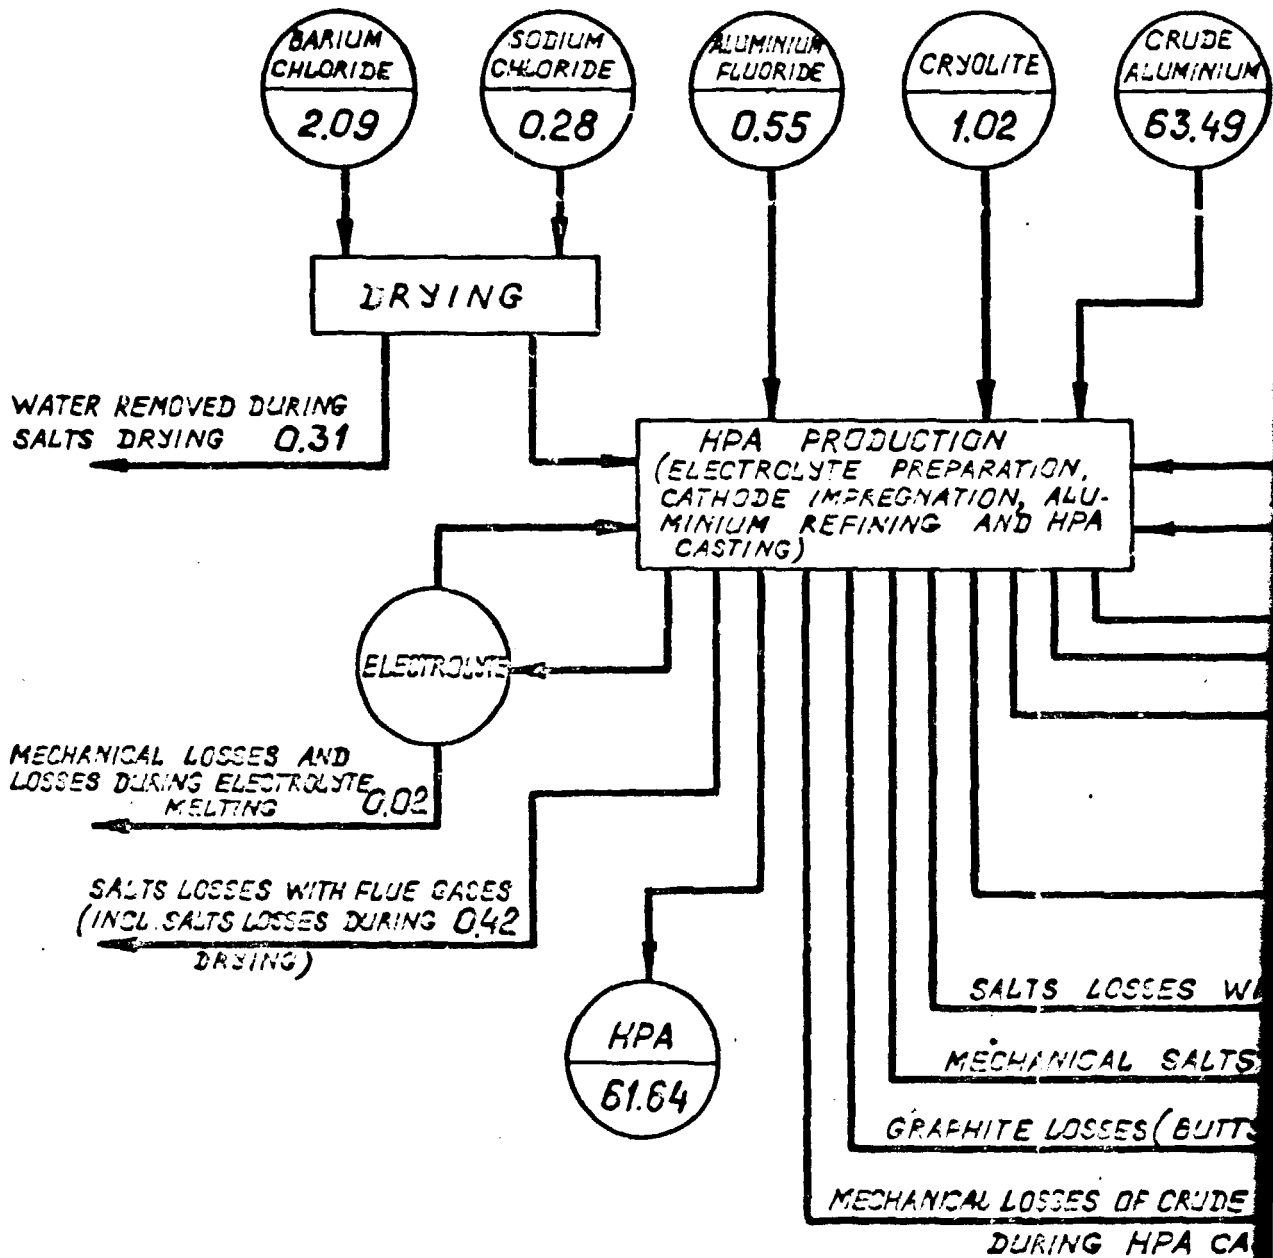 BARIUM
CHLORIDE
2.09
SODIUM
CHLORIDE
0.28
ALUMINIUM
FLUORIDE
0.55
CRYOLITE
1.02
CRUDE
ALUMINIUM
63.49
DRYING
WATER REMOVED DURING
SALTS DRYING 0.31
HPA PRODUCTION
(ELECTROLYTE PREPARATION,
CATHODE IMPREGNATION, ALU-
MINIUM REFINING AND HPA
CASTING)
ELECTROLYTE
MECHANICAL LOSSES AND
LOSSES DURING ELECTROLYTE
MELTING 0.02
SALTS LOSSES WITH FLUE GASES
(INCL. SALTS LOSSES DURING 0.42
DRYING)
HPA
61.64
SALTS LOSSES
MECHANICAL SALTS
GRAPHITE LOSSES (BUTTS
MECHANICAL LOSSES OF CRUDE
DURING HPA